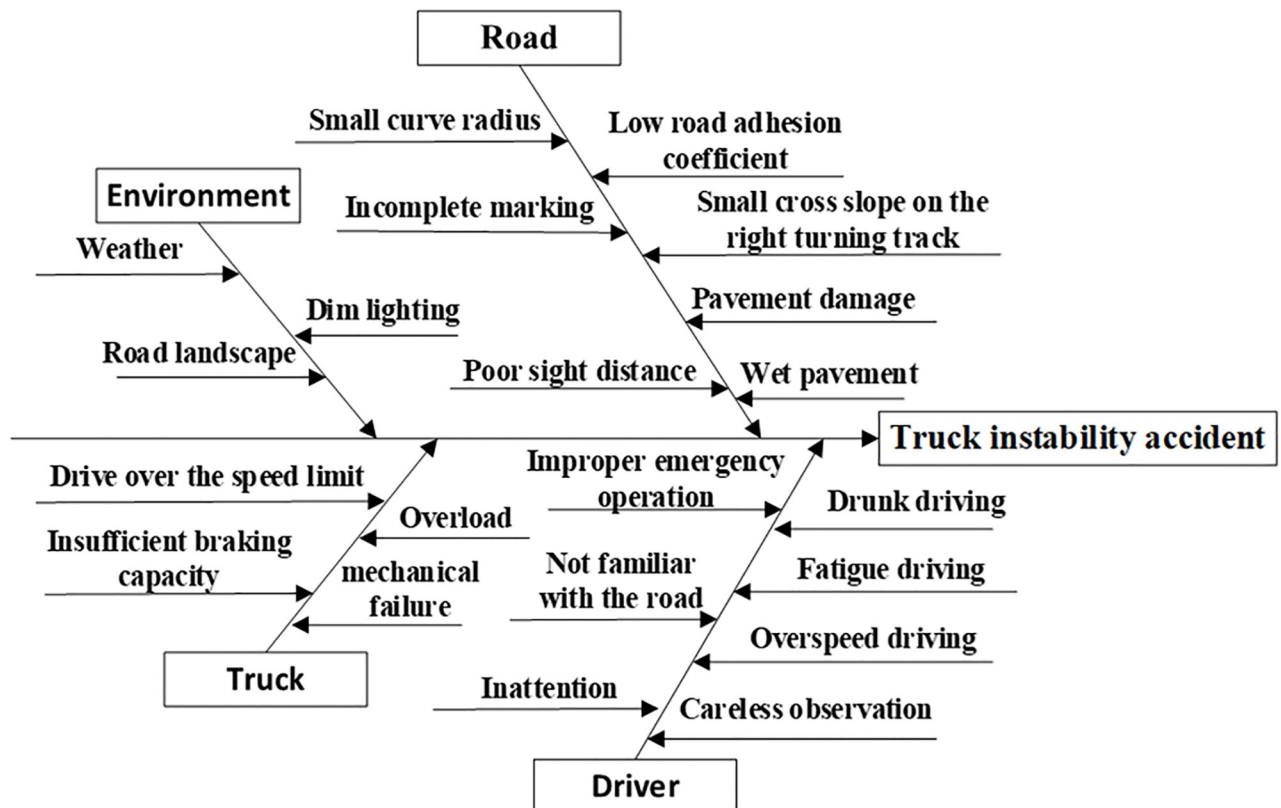 Road
Small curve radius
Low road adhesion
coefficient
Environment
Incomplete marking
Small cross slope on the
right turning track
Weather
Dim lighting
Pavement damage
Road landscape
Poor sight distance
Wet pavement
Truck instability accident
Drive over the speed limit
Improper emergency
operation
Drunk driving
Overload
Insufficient braking
capacity
mechanical
failure
Not familiar
with the road
Fatigue driving
Overspeed driving
Truck
Inattention
Careless observation
Driver